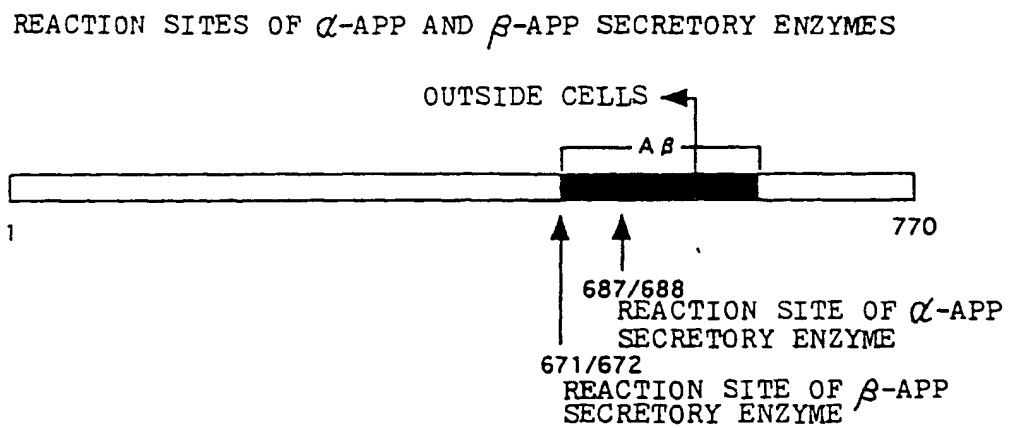 REACTION SITES OF α-APP AND β-APP SECRETORY ENZYMES
OUTSIDE CELLS
Aβ
1
770
687/688
REACTION SITE OF α-APP
SECRETORY ENZYME
671/672
REACTION SITE OF β-APP
SECRETORY ENZYME